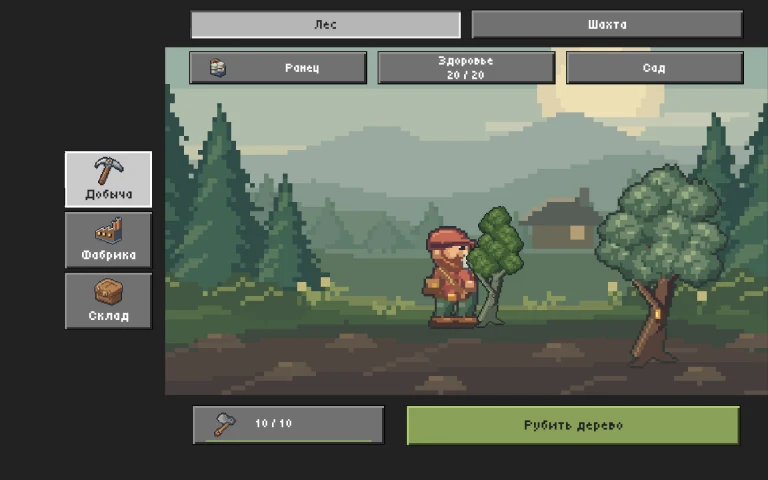 Лес
Шахта
Ранец
Здоровье
20 / 20
Сад
Добыча
Фабрика
Склад
10 / 10
Рубить дерево